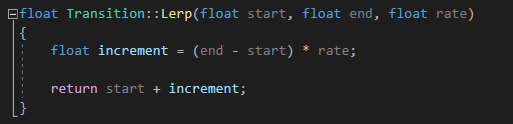 float Transition::Lerp(float start, float end, float rate)
{
float increment = (end - start) * rate;
return start + increment;
}